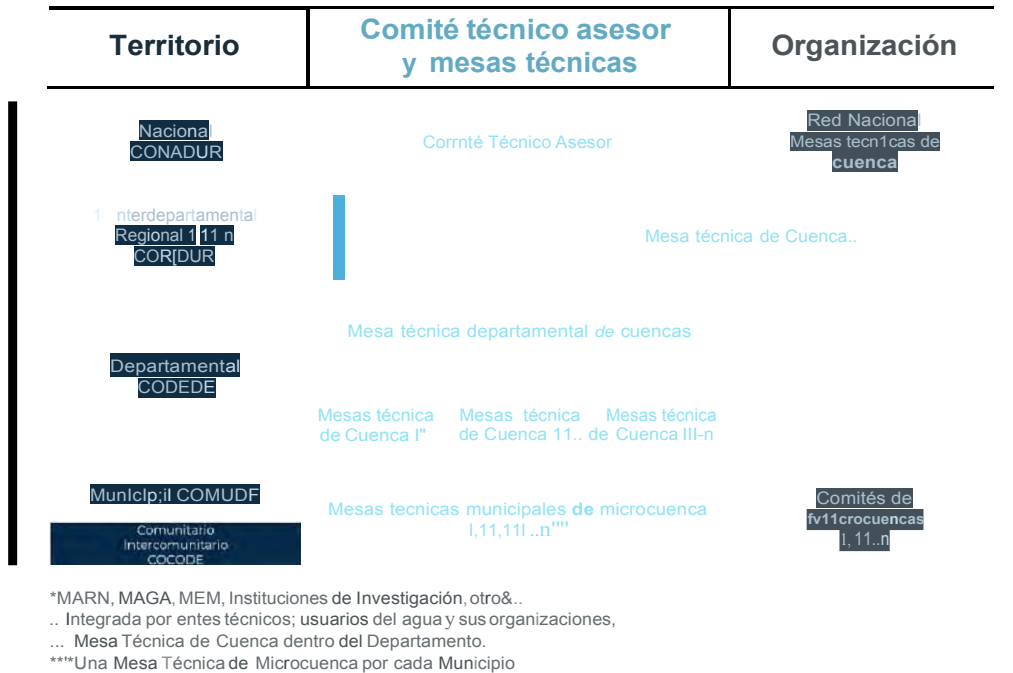 Territorio
Comité técnico asesor
y mesas técnicas
Organización
Nacional
CONADUR
Corrnté Técnico Asesor
Red Nacional
Mesas tecn1cas de
cuenca
1 nterdepartamental
Regional 1 11 n
COR[DUR
Mesa técnica de Cuenca..
Mesa técnica departamental de cuencas
Departamental
CODEDE
Mesas técnica
de Cuenca I"
Mesas técnica
de Cuenca 11..
Mesas técnica
de Cuenca III-n
MunIclp;il COMUDF
Mesas tecnicas municipales de microcuenca
I,11,11I ..n""
Comités de
fv11crocuencas
1, 11..n
Comunitario
Intercomunitario
COCODE
*MARN, MAGA, MEM, Instituciones de Investigación, otro&..
.. Integrada por entes técnicos; usuarios del agua y sus organizaciones,
... Mesa Técnica de Cuenca dentro del Departamento.
**'*Una Mesa Técnica de Microcuenca por cada Municipio